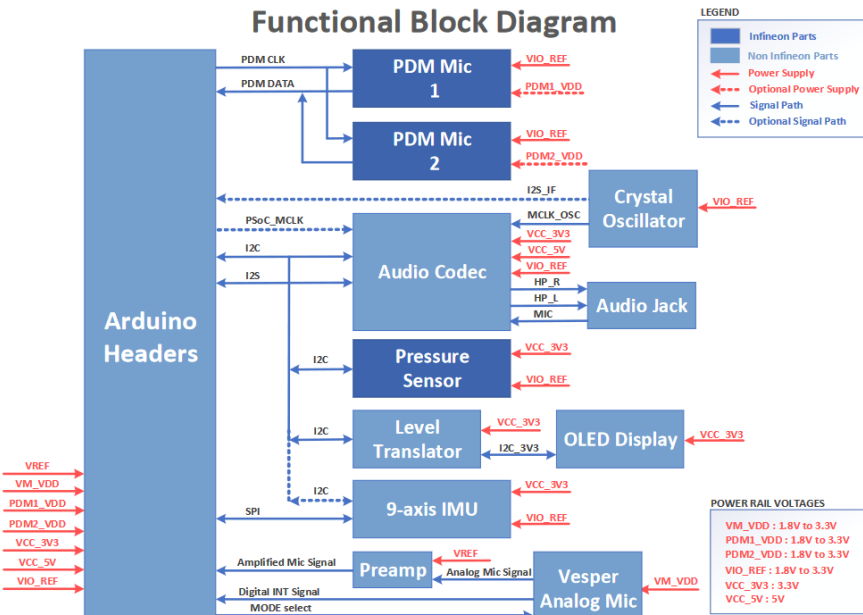 Functional Block Diagram
LEGEND
Infineon Parts
Non Infineon Parts
Power Supply
Optional Power Supply
Signal Path
Optional Signal Path
PDM CLK
PDM DATA
PDM Mic
1
VIO_REF
PDM1_VDD
PDM Mic
2
VIO_REF
PDM2_VDD
I2S_IF
Crystal
Oscillator
VIO_REF
PSoC_MCLK
MCLK_OSC
I2C
I2S
Audio Codec
VCC_3V3
VCC_5V
VIO_REF
HP_R
HP_L
MIC
Audio Jack
Arduino
Headers
I2C
Pressure
Sensor
VCC_3V3
VIO_REF
I2C
Level
Translator
VCC_3V3
I2C_3V3
OLED Display
VCC_3V3
I2C
SPI
9-axis IMU
VCC_3V3
VIO_REF
VREF
VM_VDD
PDM1_VDD
PDM2_VDD
VCC_3V3
VCC_5V
VIO_REF
Amplified Mic Signal
Preamp
VREF
Analog Mic Signal
Vesper
Analog Mic
VM_VDD
Digital INT Signal
MODE select
POWER RAIL VOLTAGES
VM_VDD : 1.8V to 3.3V
PDM1_VDD : 1.8V to 3.3V
PDM2_VDD : 1.8V to 3.3V
VIO_REF : 1.8V to 3.3V
VCC_3V3 : 3.3V
VCC_5V : 5V